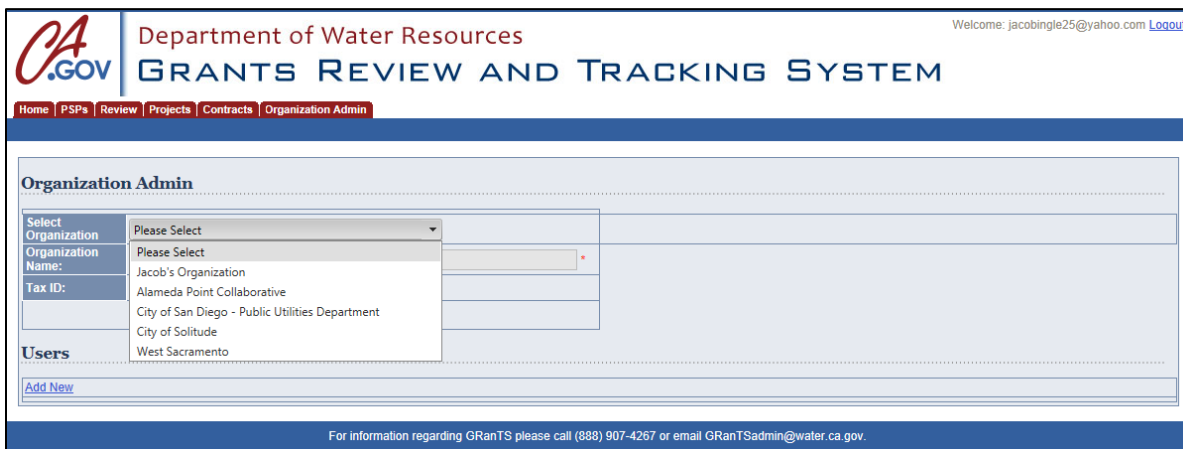 Welcome: jacobingle25@yahoo.com Logout
CA
.GOV
Department of Water Resources
GRANTS REVIEW AND TRACKING SYSTEM
Home PSPs Review Projects Contracts Organization Admin
Organization Admin
Select
Organization
Please Select
Organization
Name:
*
Tax ID:
Please Select
Jacob's Organization
Alameda Point Collaborative
City of San Diego - Public Utilities Department
City of Solitude
West Sacramento
Users
Add New
For information regarding GRanTS please call (888) 907-4267 or email GRanTSadmin@water.ca.gov.